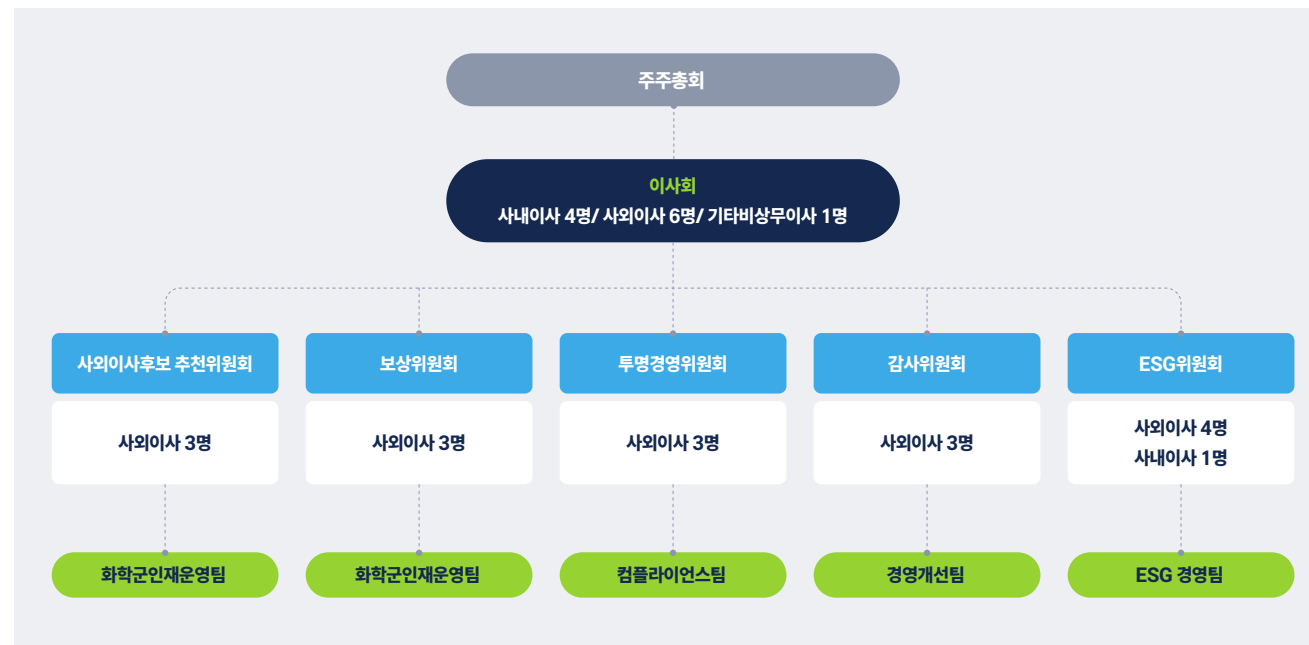 주주총회
이사회
사내이사 4명/ 사외이사 6명/ 기타비상무이사 1명
사외이사후보 추천위원회
보상위원회
투명경영위원회
감사위원회
ESG위원회
사외이사 3명
사외이사 3명
사외이사 3명
사외이사 3명
사외이사 4명
사내이사 1명
화학군인재운영팀
화학군인재운영팀
컴플라이언스팀
경영개선팀
ESG 경영팀